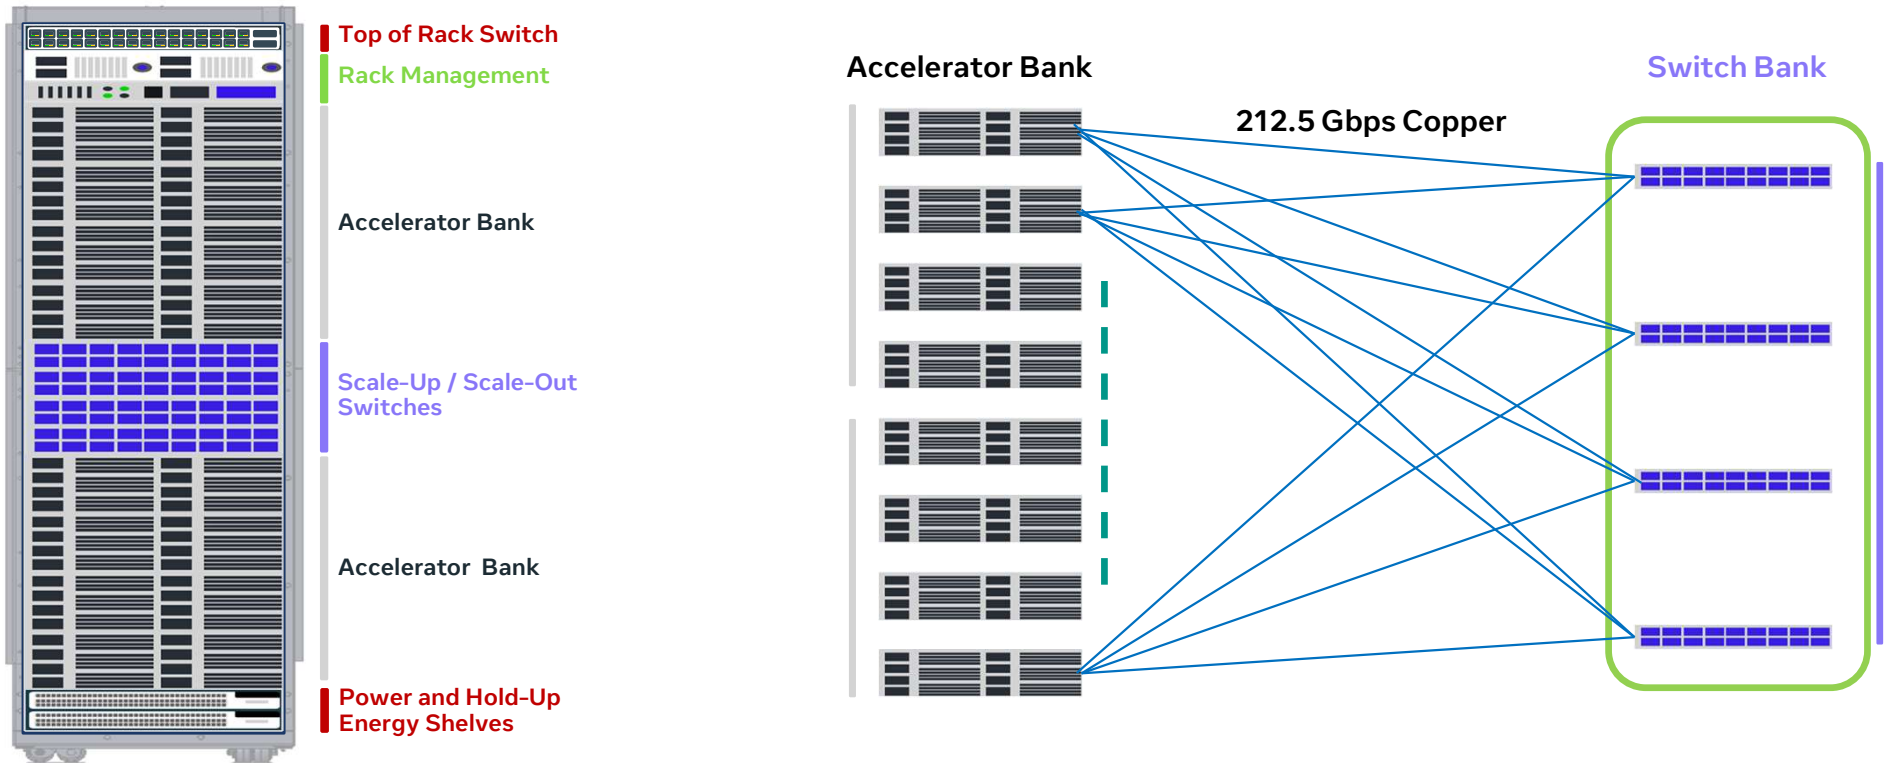 Top of Rack Switch
Rack Management
Accelerator Bank
Scale-Up / Scale-Out
Switches
Accelerator Bank
Power and Hold-Up
Energy Shelves
Accelerator Bank
212.5 Gbps Copper
Switch Bank